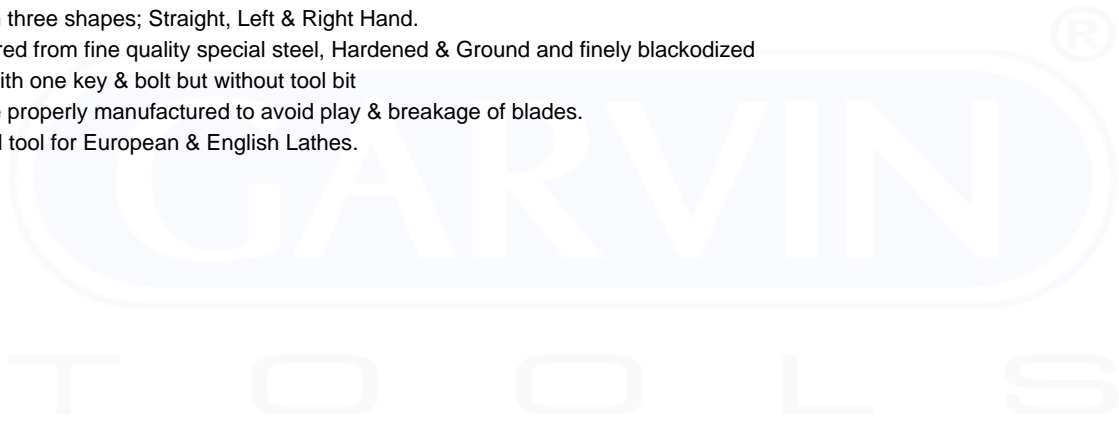 three shapes; Straight, Left & Right Hand.
red from fine quality special steel, Hardened & Ground and finely blackodized
ith one key & bolt but without tool bit
properly manufactured to avoid play & breakage of blades.
tool for European & English Lathes.
GARVIN ®
TOOLS